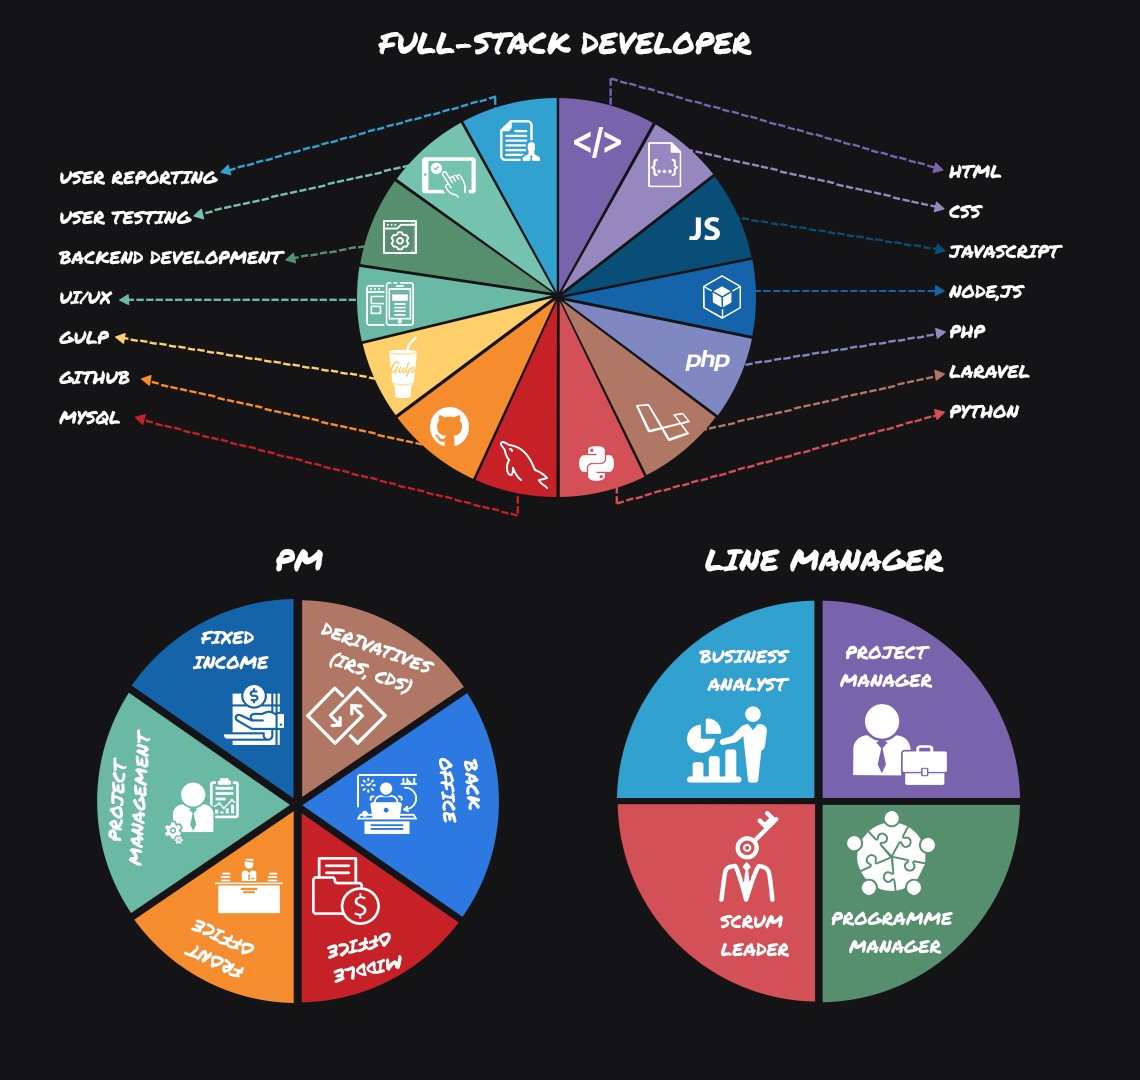 FULL-STACK DEVELOPER
USER REPORTING
USER TESTING
BACKEND DEVELOPMENT
UI/UX
GULP
GITHUB
MYSQL
</>
{...}
JS
php
Gulp
HTML
CSS
JAVASCRIPT
NODE,JS
PHP
LARAVEL
PYTHON
PM
FIXED
INCOME
$
DERIVATIVES
(IRS, CDS)
BACK
OFFICE
MIDDLE
OFFICE
$
FRONT
OFFICE
PROJECT
MANAGEMENT
LINE MANAGER
BUSINESS
ANALYST
PROJECT
MANAGER
SCRUM
LEADER
PROGRAMME
MANAGER